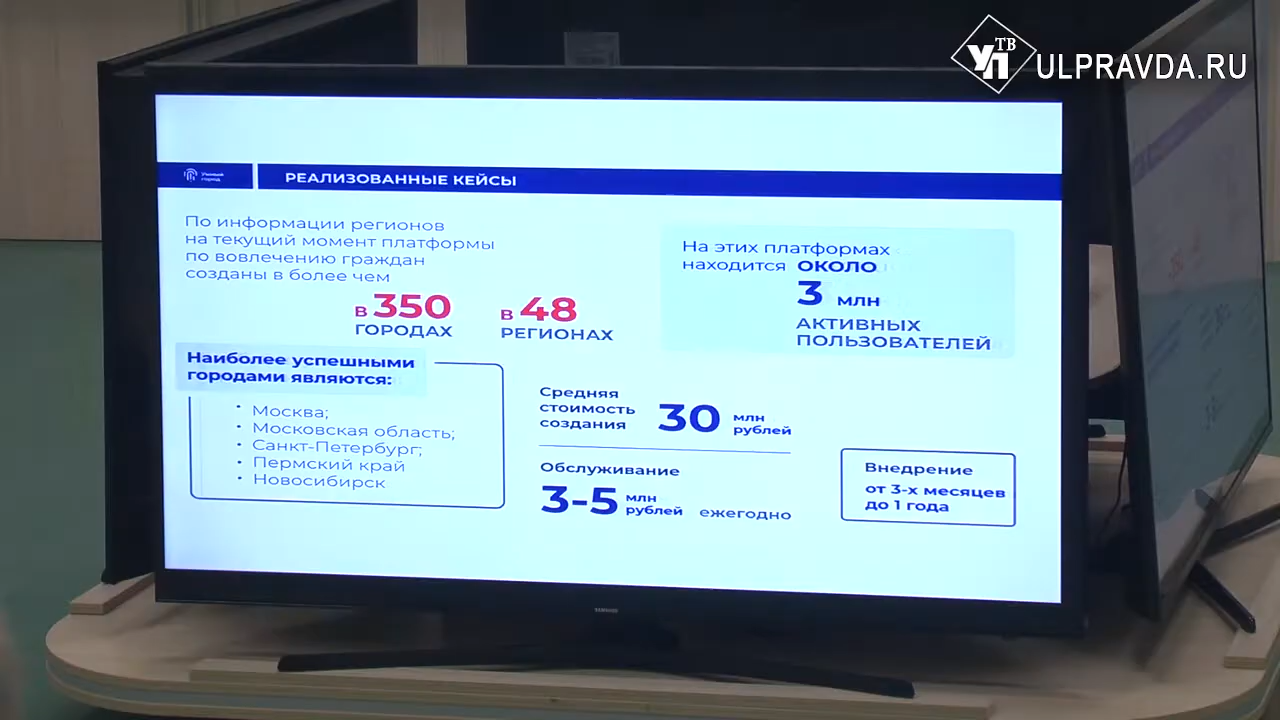 УП ТВ ULPRAVDA.RU
Умный
город
РЕАЛИЗОВАННЫЕ КЕЙСЫ
По информации регионов
на текущий момент платформы
по вовлечению граждан
созданы в более чем
в 350
ГОРОДАХ
в 48
РЕГИОНАХ
На этих платформах
находится ОКОЛО
3 млн
АКТИВНЫХ
ПОЛЬЗОВАТЕЛЕЙ
Наиболее успешными
городами являются:
• Москва;
• Московская область;
• Санкт-Петербург;
• Пермский край
• Новосибирск
Средняя
стоимость
создания
30 млн
рублей
Обслуживание
3-5 млн
рублей ежегодно
Внедрение
от 3-х месяцев
до 1 года
SAMSUNG